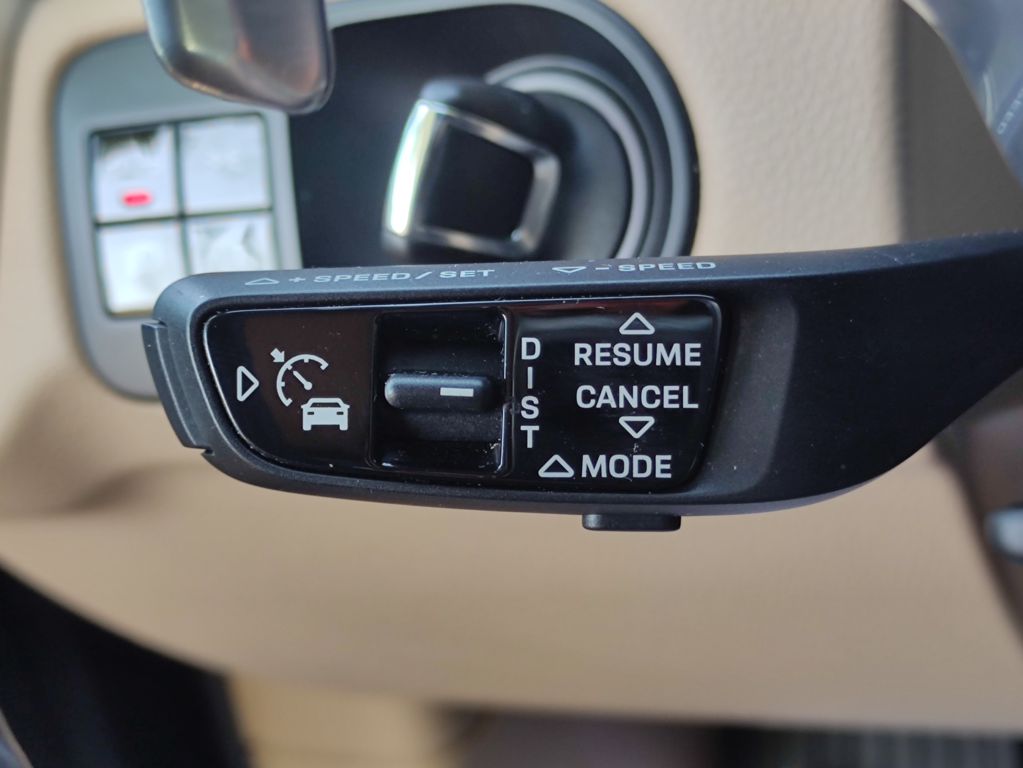 + SPEED / SET
- SPEED
DIST
RESUME
CANCEL
MODE